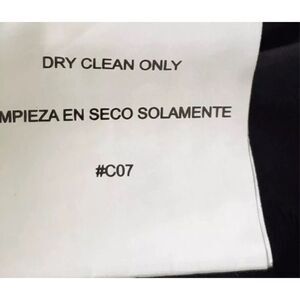 DRY CLEAN ONLY
MPIEZA EN SECO SOLAMENTE
#C07